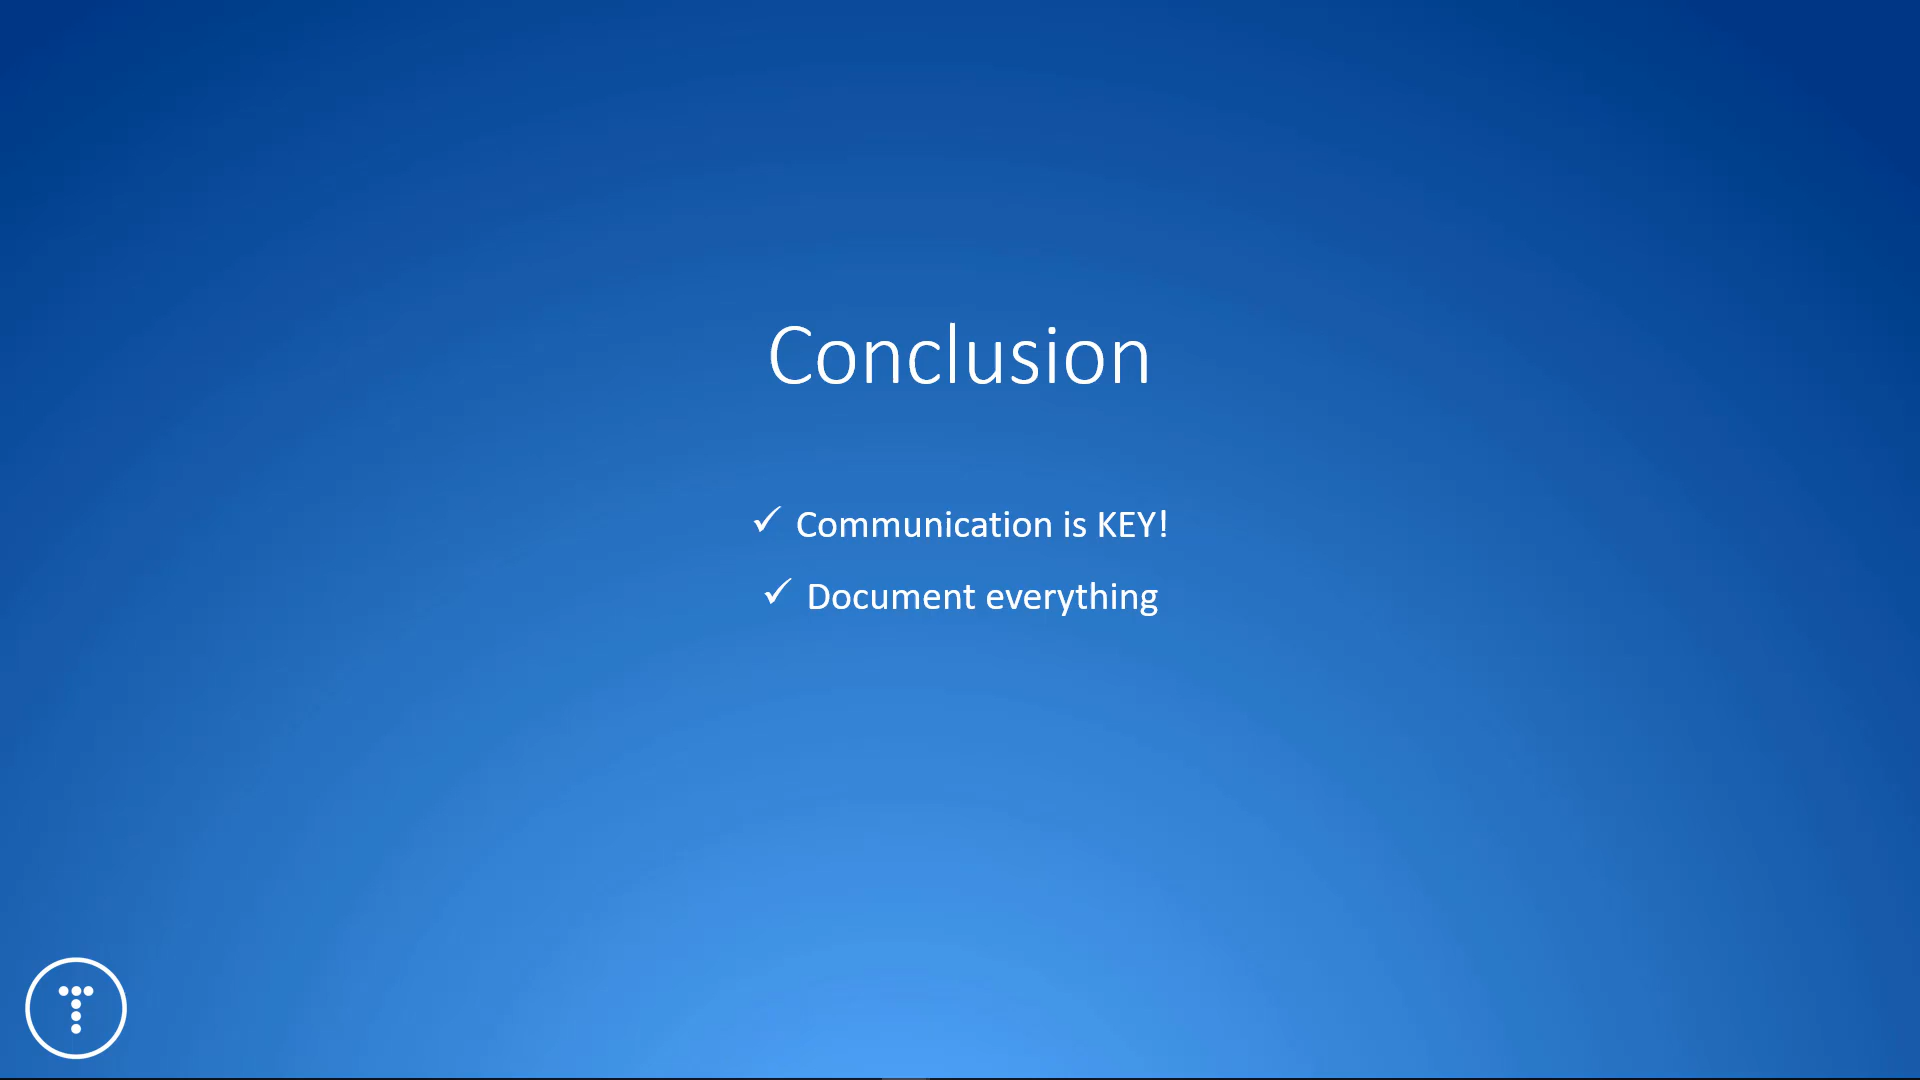 Conclusion
✓ Communication is KEY!
✓ Document everything
T